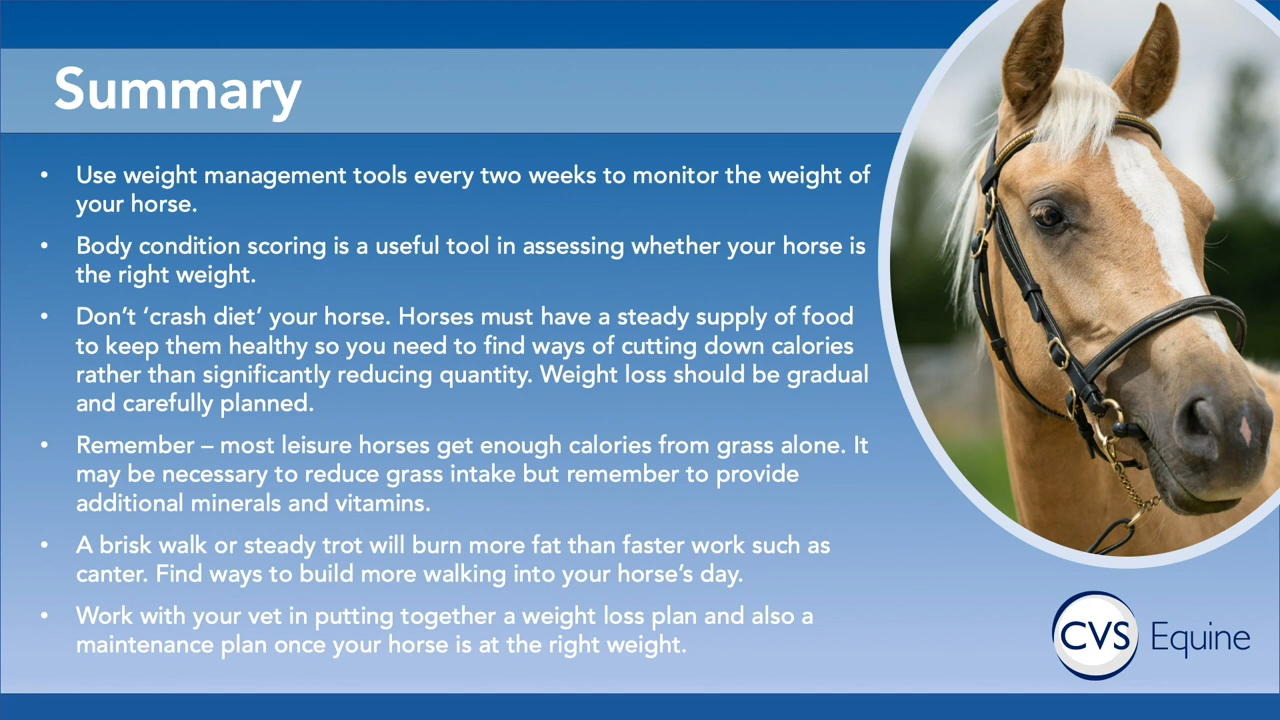 Summary
• Use weight management tools every two weeks to monitor the weight of
your horse.
• Body condition scoring is a useful tool in assessing whether your horse is
the right weight.
• Don’t ‘crash diet’ your horse. Horses must have a steady supply of food
to keep them healthy so you need to find ways of cutting down calories
rather than significantly reducing quantity. Weight loss should be gradual
and carefully planned.
• Remember – most leisure horses get enough calories from grass alone. It
may be necessary to reduce grass intake but remember to provide
additional minerals and vitamins.
• A brisk walk or steady trot will burn more fat than faster work such as
canter. Find ways to build more walking into your horse’s day.
• Work with your vet in putting together a weight loss plan and also a
maintenance plan once your horse is at the right weight.
CVS Equine